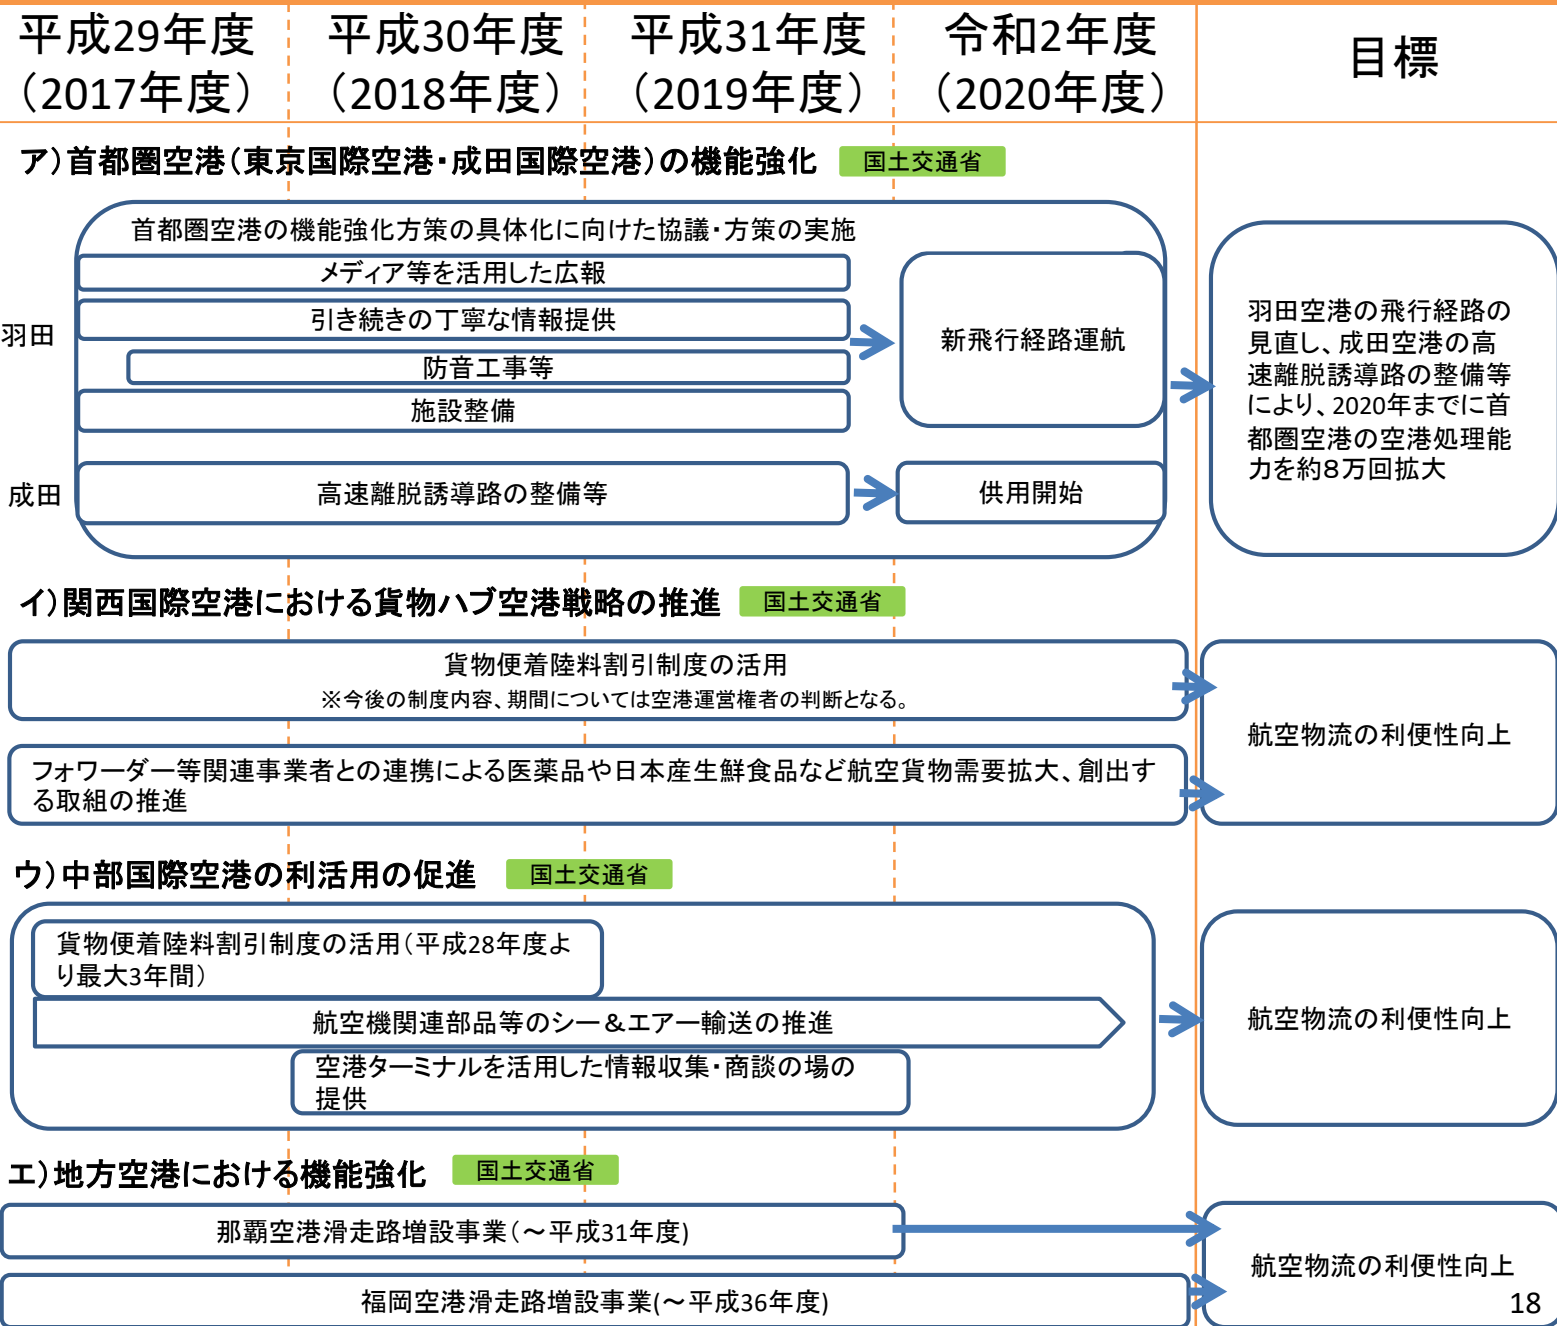 平成29年度
（2017年度）
平成30年度
（2018年度）
平成31年度
（2019年度）
令和2年度
（2020年度）
目標
ア）首都圏空港（東京国際空港・成田国際空港）の機能強化
国土交通省
首都圏空港の機能強化方策の具体化に向けた協議・方策の実施
羽田
メディア等を活用した広報
引き続きの丁寧な情報提供
防音工事等
施設整備
新飛行経路運航
成田
高速離脱誘導路の整備等
供用開始
羽田空港の飛行経路の
見直し、成田空港の高
速離脱誘導路の整備等
により、2020年までに首
都圏空港の空港処理能
力を約８万回拡大
イ）関西国際空港における貨物ハブ空港戦略の推進
国土交通省
貨物便着陸料割引制度の活用
※今後の制度内容、期間については空港運営権者の判断となる。
フォワーダー等関連事業者との連携による医薬品や日本産生鮮食品など航空貨物需要拡大、創出す
る取組の推進
航空物流の利便性向上
ウ）中部国際空港の利活用の促進
国土交通省
貨物便着陸料割引制度の活用（平成28年度よ
り最大3年間）
航空機関連部品等のシー＆エアー輸送の推進
空港ターミナルを活用した情報収集・商談の場の
提供
航空物流の利便性向上
エ）地方空港における機能強化
国土交通省
那覇空港滑走路増設事業（～平成31年度)
福岡空港滑走路増設事業(～平成36年度)
航空物流の利便性向上
18